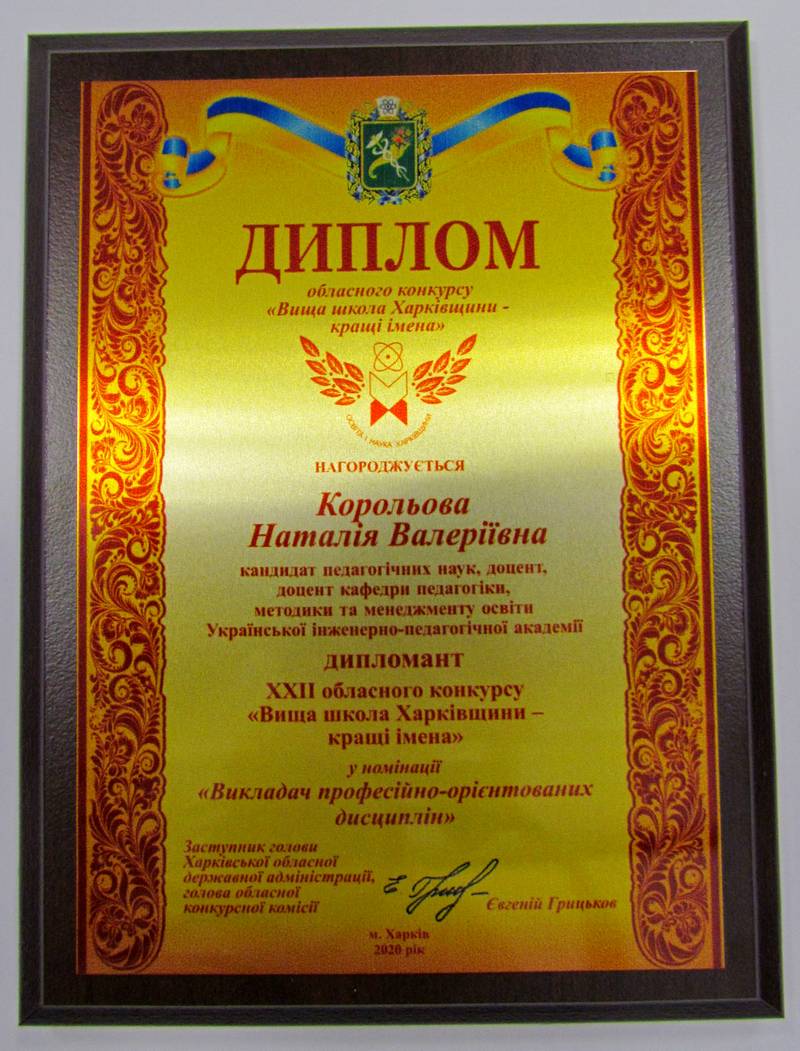 ДИПЛОМ
обласного конкурсу
«Вища школа Харківщини -
кращі імена»
ОСВІТА І НАУКА ХАРКІВЩИНИ
НАГОРОДЖУЄТЬСЯ
Корольова
Наталія Валеріївна
кандидат педагогічних наук, доцент,
доцент кафедри педагогіки,
методики та менеджменту освіти
Української інженерно-педагогічної академії
дипломант
XXII обласного конкурсу
«Вища школа Харківщини –
кращі імена»
у номінації
«Викладач професійно-орієнтованих
дисциплін»
Заступник голови
Харківської обласної
державної адміністрації,
голова обласної
конкурсної комісії
Євгеній Грицьков
м. Харків
2020 рік